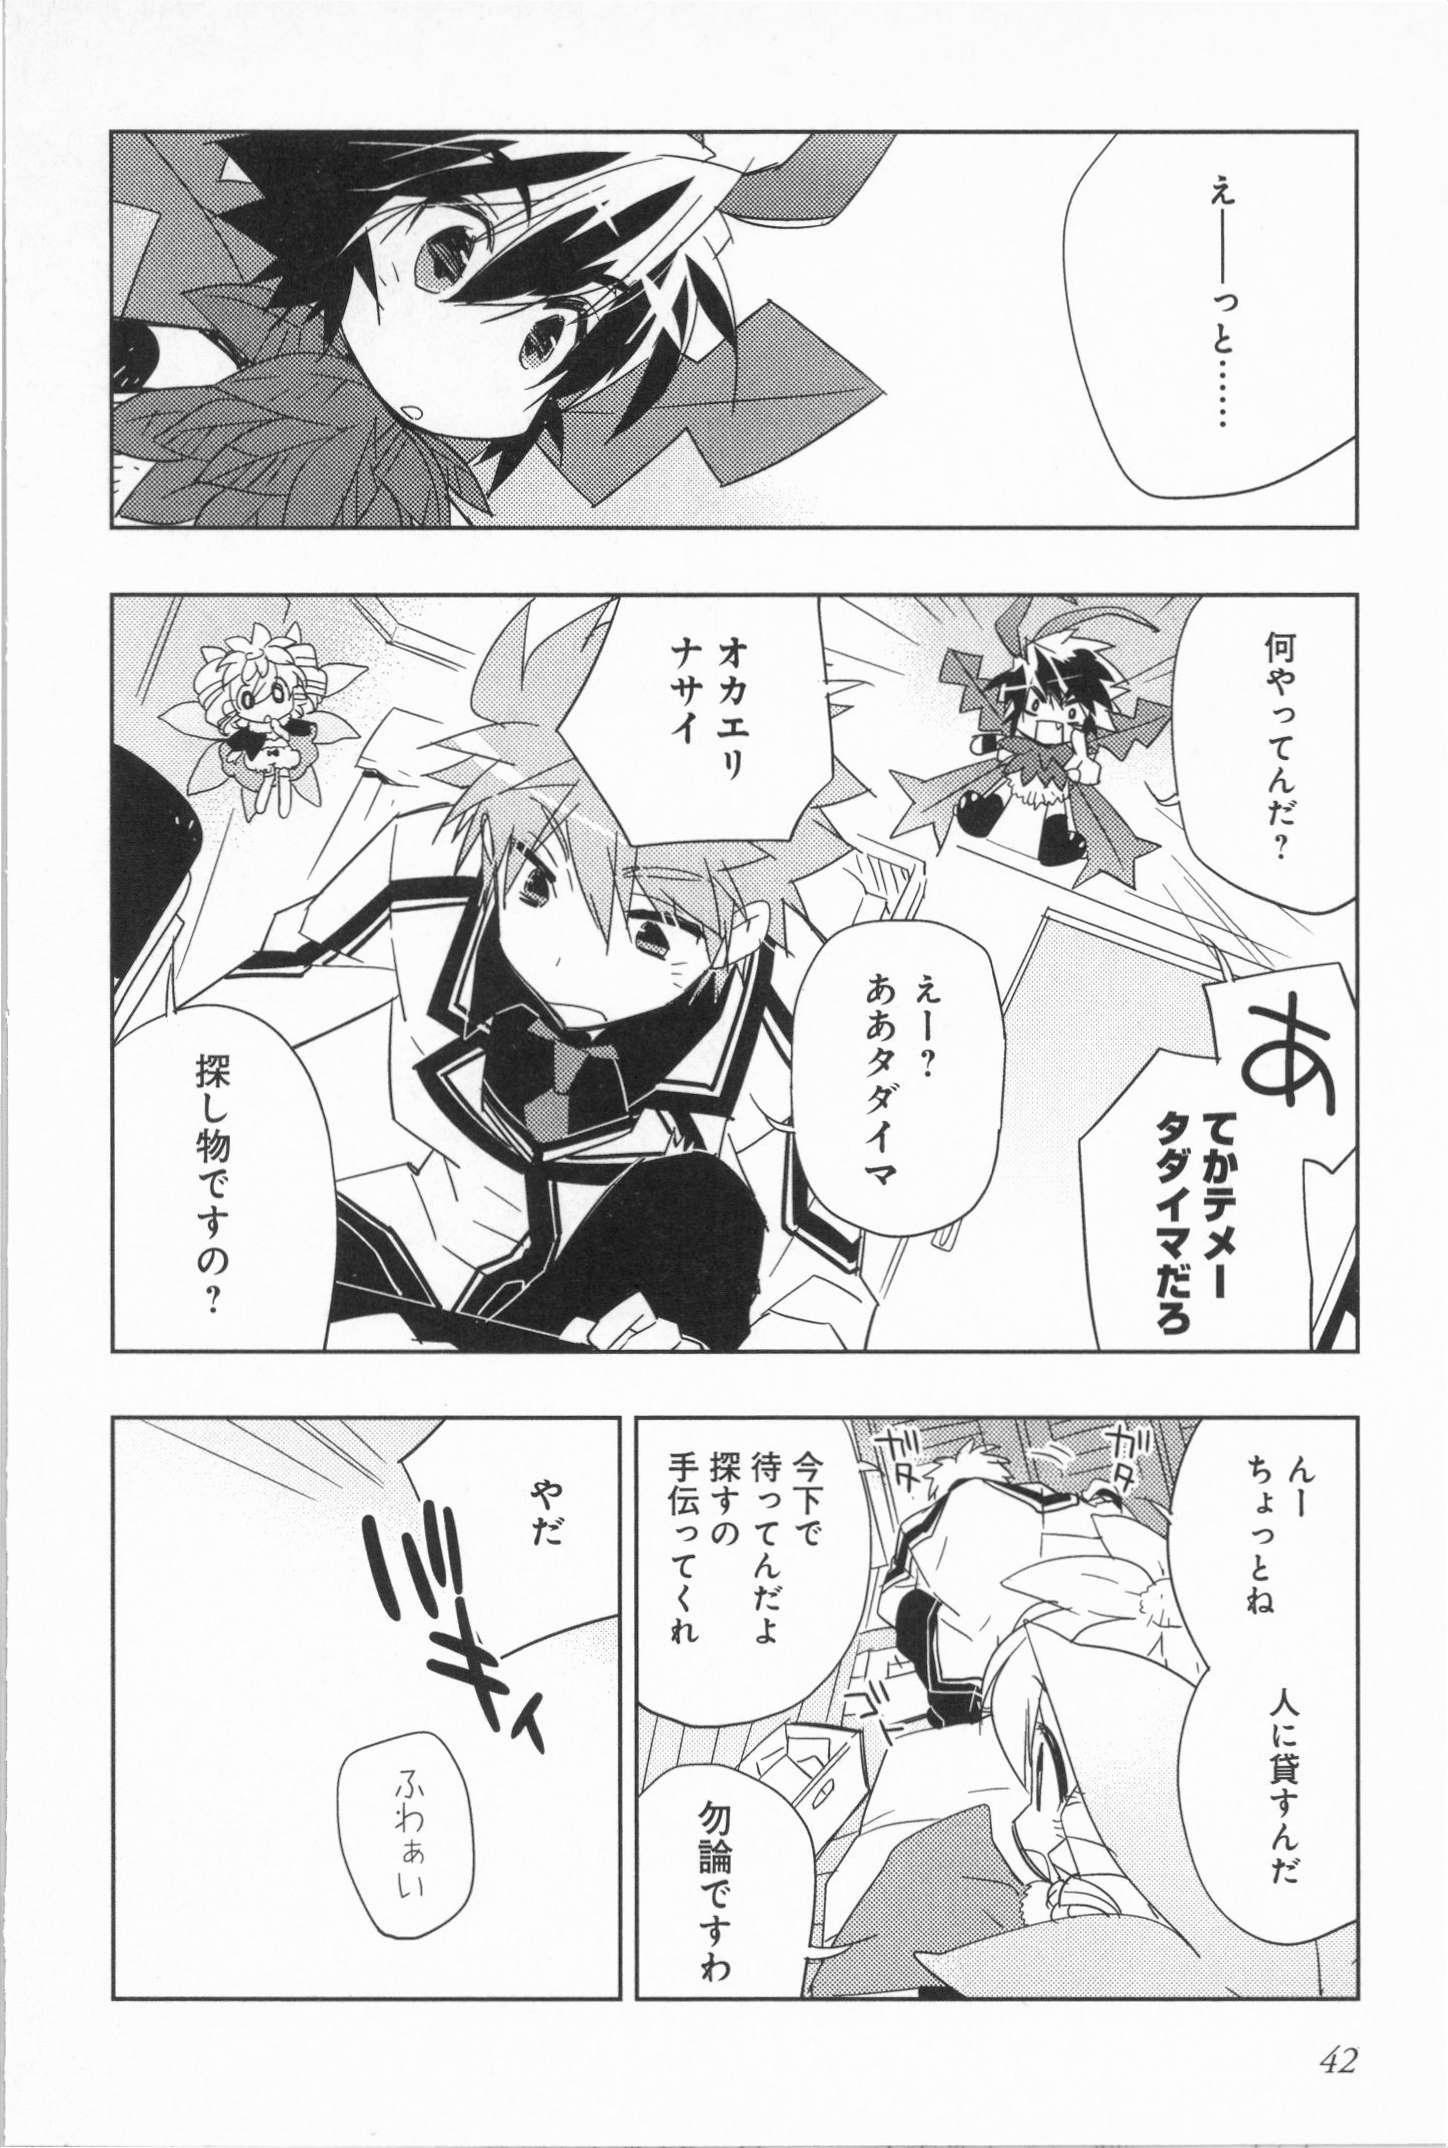 えーーっと……
何やってんだ？
あ
てかテメー
タダイマだろ
オカエリ
ナサイ
えー？
ああタダイマ
探し物ですの？
んー
ちょっとね
人に貸すんだ
ガタ
ガタ
ゴト
今下で
待ってんだよ
探すの
手伝ってくれ
勿論ですわ
やだ
ふわぁい
42